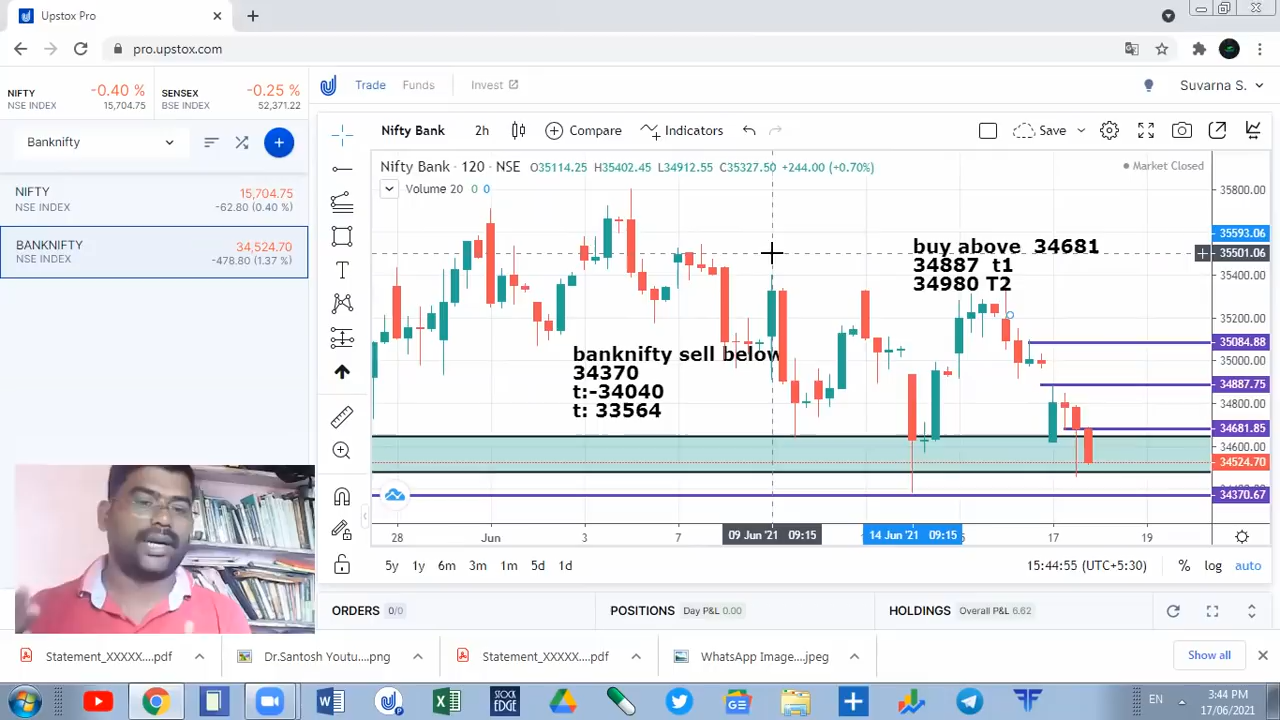 Upstox Pro
pro.upstox.com
NIFTY -0.40 % SENSEX -0.25 %
NSE INDEX 15,704.75 BSE INDEX 52,371.22
Trade Funds Invest Suvarna S.
Banknifty
NIFTY 15,704.75
NSE INDEX -62.80 (0.40 %)
BANKNIFTY 34,524.70
NSE INDEX -478.80 (1.37 %)
Nifty Bank 2h Compare Indicators Save
Nifty Bank · 120 · NSE O35114.25 H35402.45 L34912.55 C35327.50 +244.00 (+0.70%) Market Closed
Volume 20 0 0
35800.00
35593.06
35501.06
35400.00
35200.00
35084.88
35000.00
34887.75
34800.00
34681.85
34600.00
34524.70
34370.67
buy above 34681
34887 t1
34980 T2
banknifty sell below
34370
t:-34040
t: 33564
28 Jun 3 7 09 Jun '21 09:15 14 Jun '21 09:15 17 19
5y 1y 6m 3m 1m 5d 1d 15:44:55 (UTC+5:30) % log auto
ORDERS 0/0 POSITIONS Day P&L 0.00 HOLDINGS Overall P&L 6.62
Statement_XXXXX....pdf Dr.Santosh Youtu....png Statement_XXXXX....pdf WhatsApp Image....jpeg Show all
STOCK
EDGE
EN 3:44 PM
17/06/2021